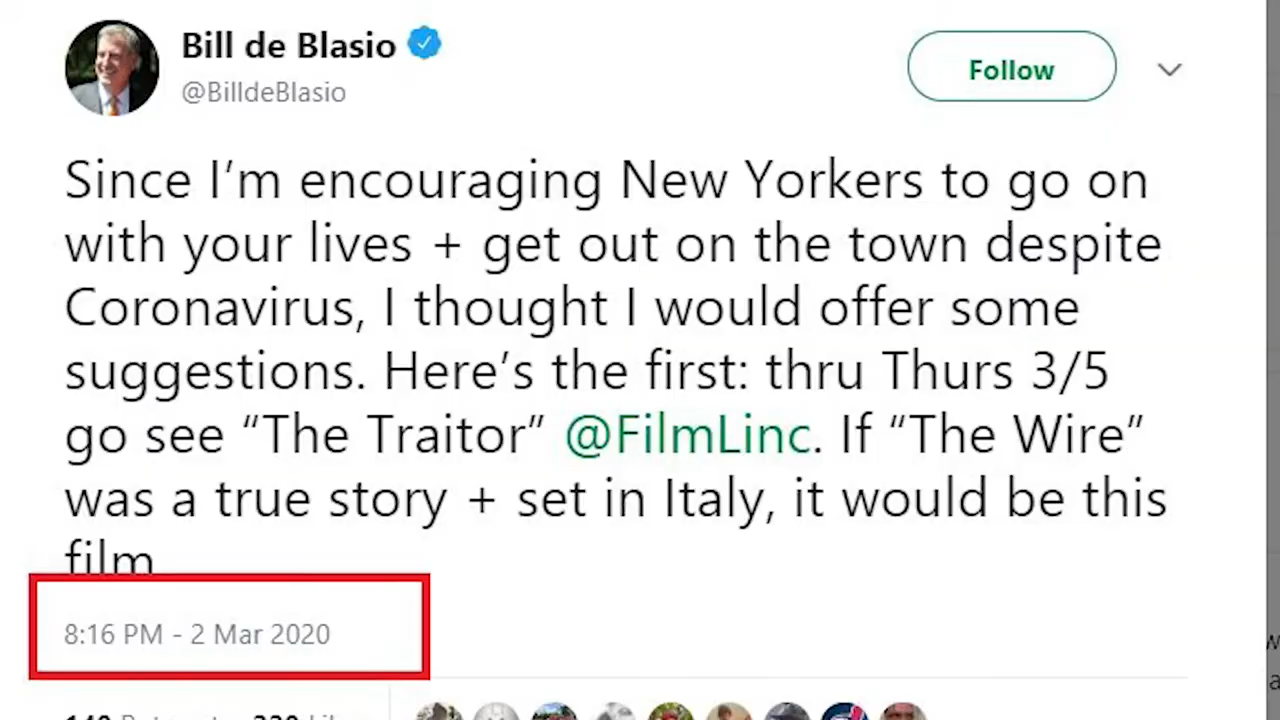 Bill de Blasio
@BilldeBlasio
Follow
Since I’m encouraging New Yorkers to go on
with your lives + get out on the town despite
Coronavirus, I thought I would offer some
suggestions. Here’s the first: thru Thurs 3/5
go see “The Traitor” @FilmLinc. If “The Wire”
was a true story + set in Italy, it would be this
film
8:16 PM - 2 Mar 2020